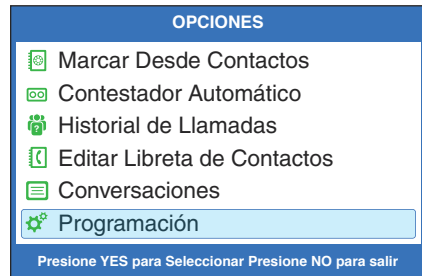 OPCIONES
Marcar Desde Contactos
Contestador Automático
Historial de Llamadas
Editar Libreta de Contactos
Conversaciones
Programación
Presione YES para Seleccionar Presione NO para salir